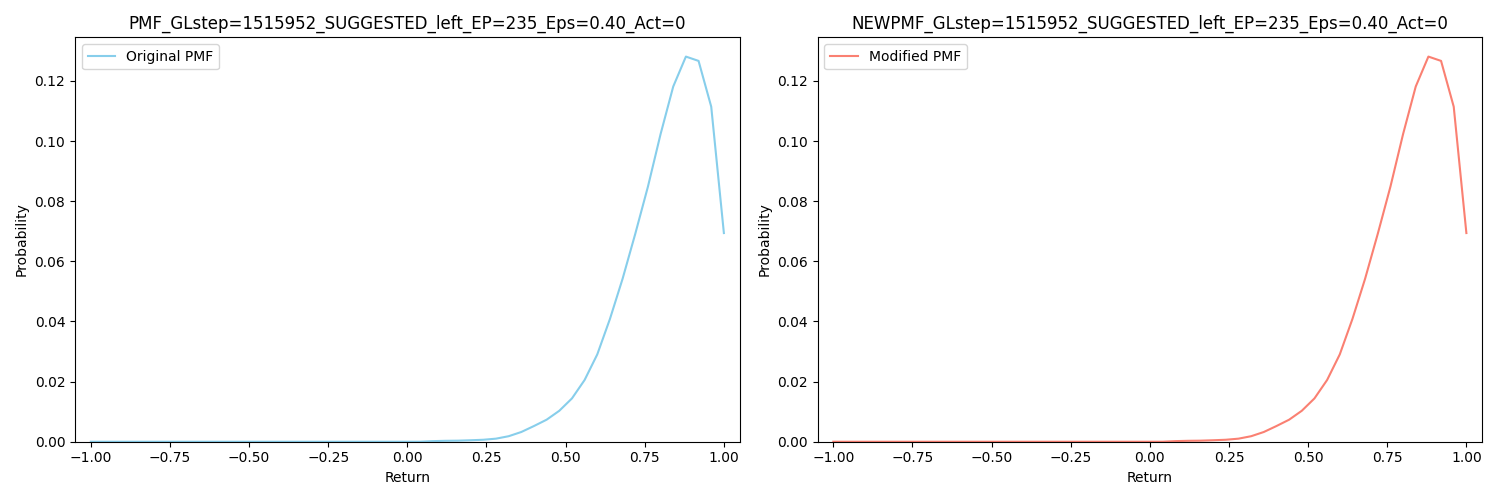 PMF_GLstep=1515952_SUGGESTED_left_EP=235_Eps=0.40_Act=0
Original PMF
Probability
0.12
0.10
0.08
0.06
0.04
0.02
0.00
−1.00 −0.75 −0.50 −0.25 0.00 0.25 0.50 0.75 1.00
Return
NEWPMF_GLstep=1515952_SUGGESTED_left_EP=235_Eps=0.40_Act=0
Modified PMF
Probability
0.12
0.10
0.08
0.06
0.04
0.02
0.00
−1.00 −0.75 −0.50 −0.25 0.00 0.25 0.50 0.75 1.00
Return